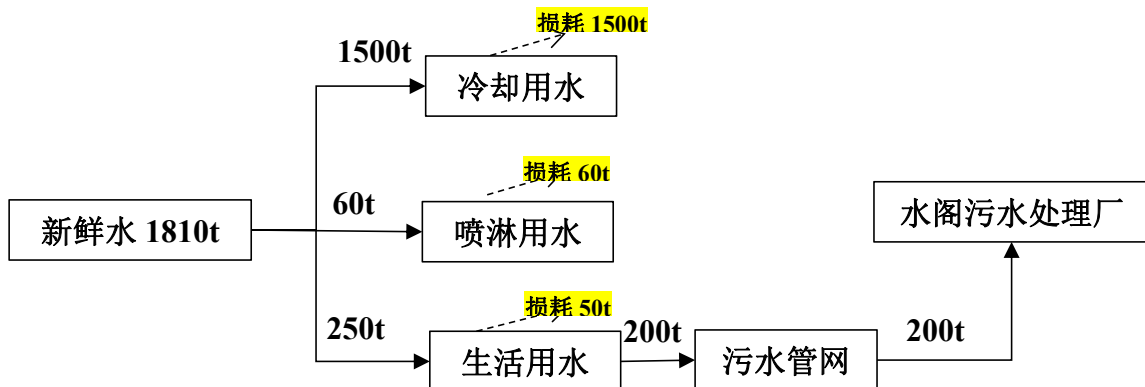 损耗 1500t
1500t
冷却用水
损耗 60t
60t
喷淋用水
新鲜水 1810t
水阁污水处理厂
损耗 50t
250t
生活用水
200t
污水管网
200t